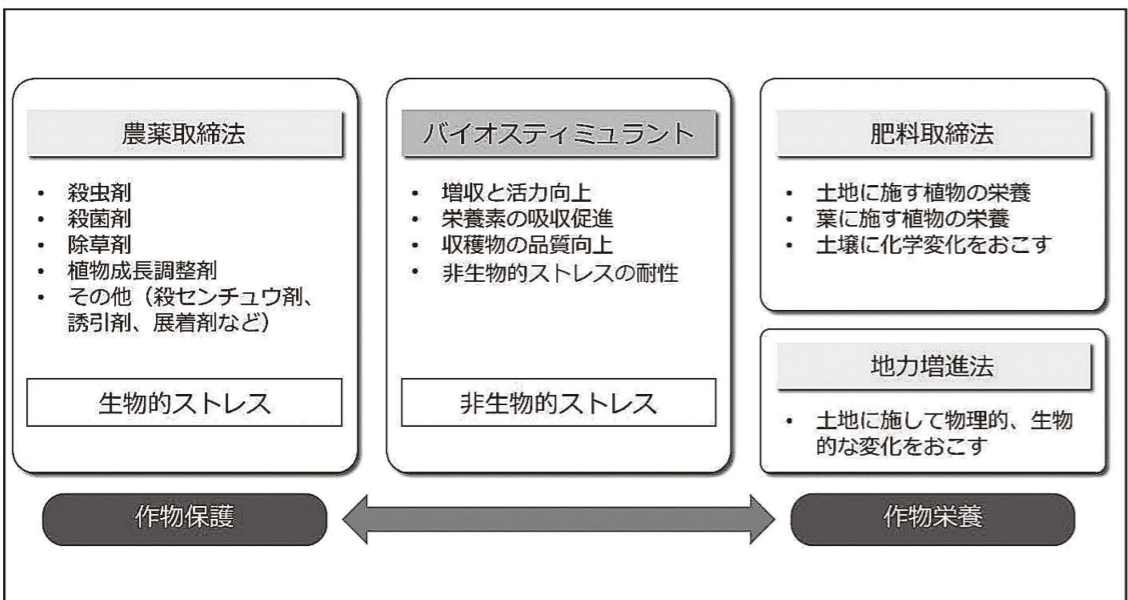 農薬取締法
・ 殺虫剤
・ 殺菌剤
・ 除草剤
・ 植物成長調整剤
・ その他（殺センチュウ剤、
誘引剤、展着剤など）
生物的ストレス
バイオスティミュラント
・ 増収と活力向上
・ 栄養素の吸収促進
・ 収穫物の品質向上
・ 非生物的ストレスの耐性
非生物的ストレス
肥料取締法
・ 土地に施す植物の栄養
・ 葉に施す植物の栄養
・ 土壌に化学変化をおこす
地力増進法
・ 土地に施して物理的、生物
的な変化をおこす
作物保護
作物栄養